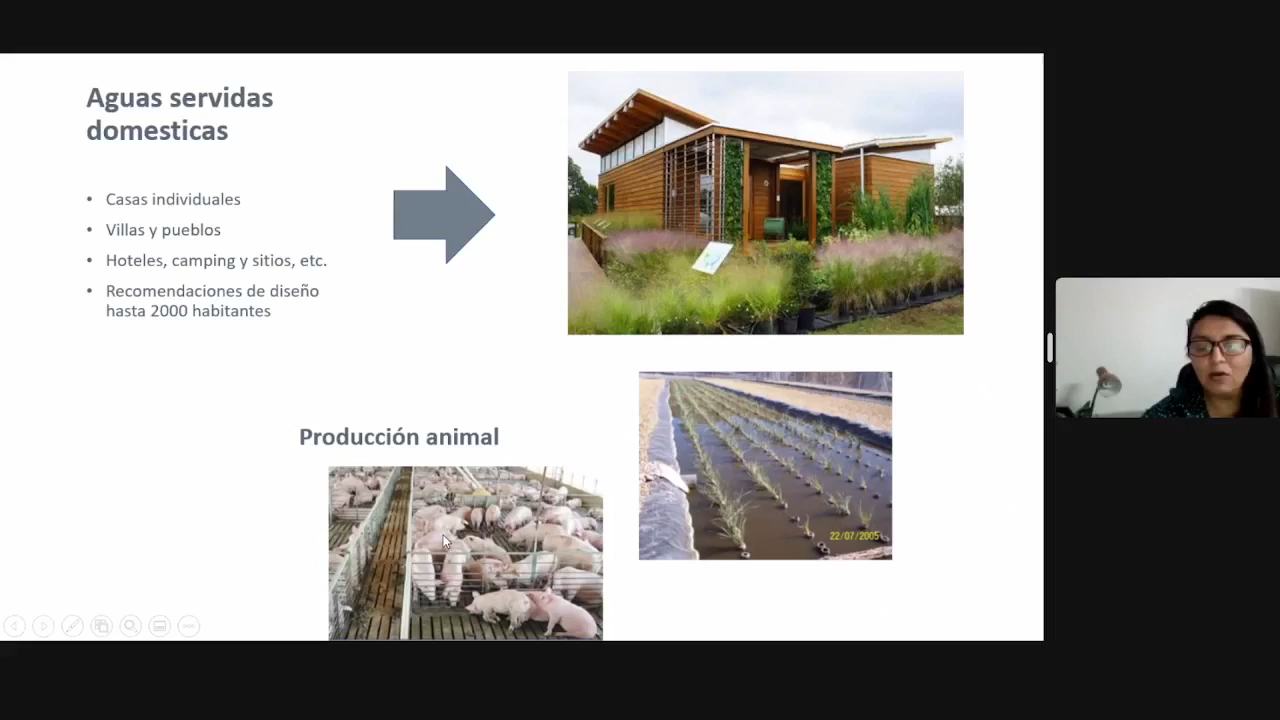 Aguas servidas
domesticas
• Casas individuales
• Villas y pueblos
• Hoteles, camping y sitios, etc.
• Recomendaciones de diseño
hasta 2000 habitantes
Producción animal
22/07/2005